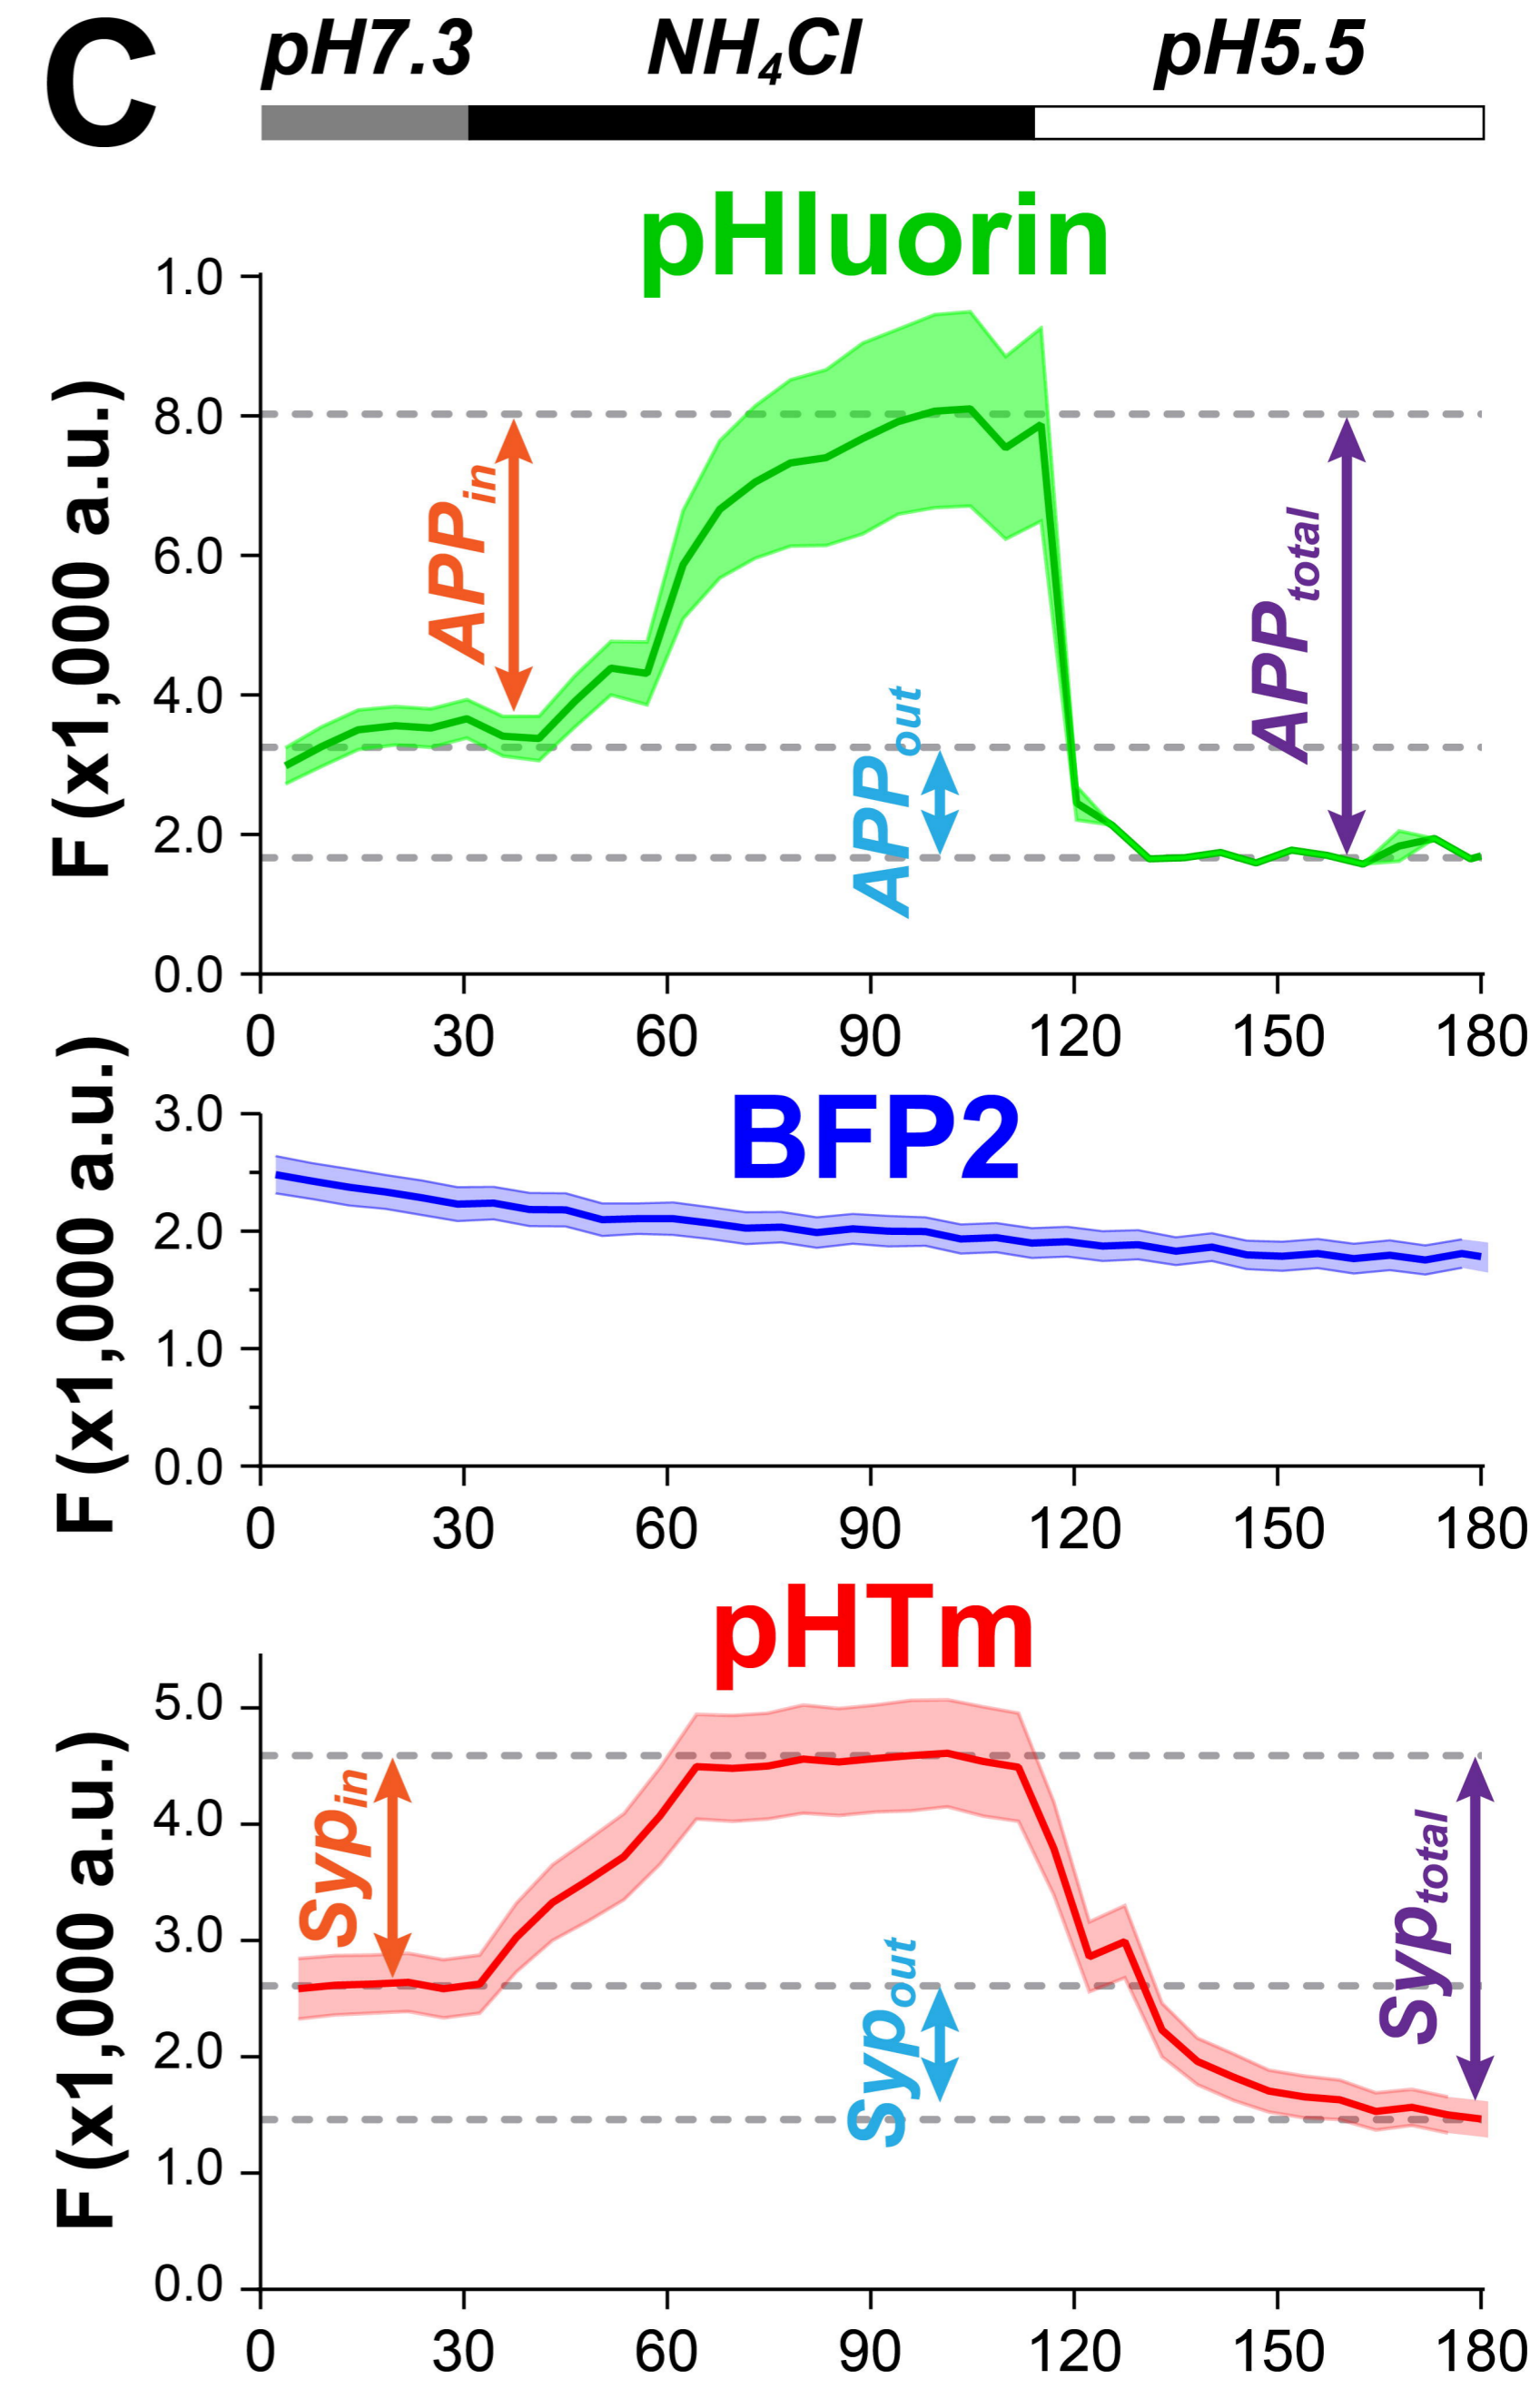 C
pH7.3 NH4Cl pH5.5
pHluorin
F (x1,000 a.u.)
1.0
8.0
6.0
4.0
2.0
0.0
APPin
APPout
APPtotal
0 30 60 90 120 150 180
BFP2
F (x1,000 a.u.)
3.0
2.0
1.0
0.0
0 30 60 90 120 150 180
pHTm
F (x1,000 a.u.)
5.0
4.0
3.0
2.0
1.0
0.0
Sypin
Sypout
Syptotal
0 30 60 90 120 150 180